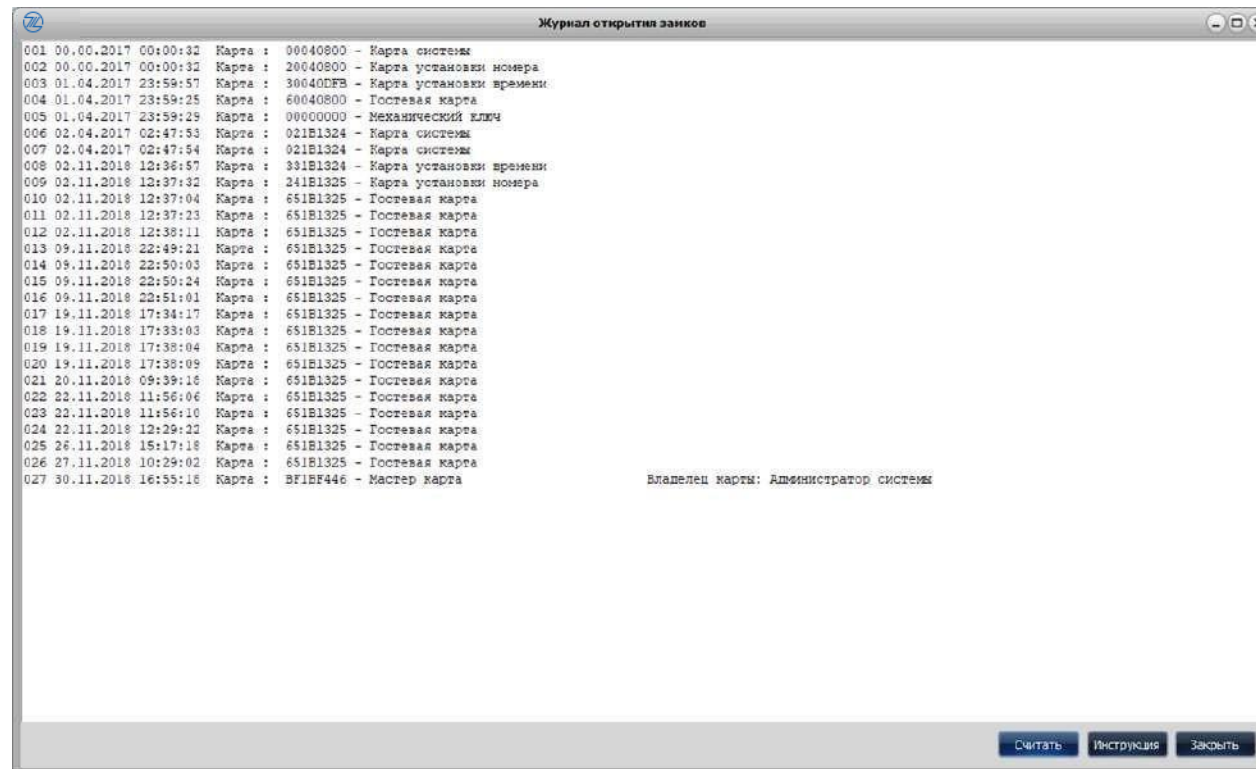 Журнал открытия замков
001 00.00.2017 00:00:32 Карта : 00040800 - Карта системы
002 00.00.2017 00:00:32 Карта : 20040800 - Карта установки номера
003 01.04.2017 23:59:57 Карта : 30040DFB - Карта установки времени
004 01.04.2017 23:59:25 Карта : 60040800 - Гостевая карта
005 01.04.2017 23:59:29 Карта : 00000000 - Механический ключ
006 02.04.2017 02:47:53 Карта : 021B1324 - Карта системы
007 02.04.2017 02:47:54 Карта : 021B1324 - Карта системы
008 02.11.2018 12:36:57 Карта : 331B1324 - Карта установки времени
009 02.11.2018 12:37:32 Карта : 241B1325 - Карта установки номера
010 02.11.2018 12:37:04 Карта : 651B1325 - Гостевая карта
011 02.11.2018 12:37:23 Карта : 651B1325 - Гостевая карта
012 02.11.2018 12:38:11 Карта : 651B1325 - Гостевая карта
013 09.11.2018 22:49:21 Карта : 651B1325 - Гостевая карта
014 09.11.2018 22:50:03 Карта : 651B1325 - Гостевая карта
015 09.11.2018 22:50:24 Карта : 651B1325 - Гостевая карта
016 09.11.2018 22:51:01 Карта : 651B1325 - Гостевая карта
017 19.11.2018 17:34:17 Карта : 651B1325 - Гостевая карта
018 19.11.2018 17:33:03 Карта : 651B1325 - Гостевая карта
019 19.11.2018 17:38:04 Карта : 651B1325 - Гостевая карта
020 19.11.2018 17:38:09 Карта : 651B1325 - Гостевая карта
021 20.11.2018 09:39:18 Карта : 651B1325 - Гостевая карта
022 22.11.2018 11:56:06 Карта : 651B1325 - Гостевая карта
023 22.11.2018 11:56:10 Карта : 651B1325 - Гостевая карта
024 22.11.2018 12:29:22 Карта : 651B1325 - Гостевая карта
025 26.11.2018 15:17:18 Карта : 651B1325 - Гостевая карта
026 27.11.2018 10:29:02 Карта : 651B1325 - Гостевая карта
027 30.11.2018 16:55:18 Карта : BF1BF446 - Мастер карта Владелец карты: Администратор системы
Считать Инструкция Закрыть